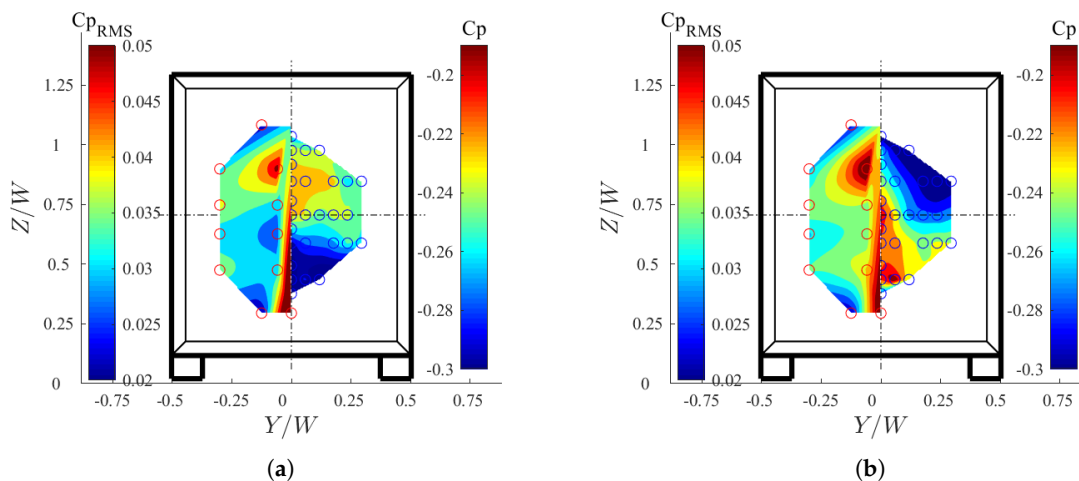 Cp_RMS Cp Cp_RMS Cp
0.05 0.05
1.25 0.045 -0.2 1.25 0.045 -0.2
1 0.04 -0.22 1 0.04 -0.22
Z/W 0.75 0.035 -0.24 Z/W 0.75 0.035 -0.24
0.5 0.03 -0.26 0.5 0.03 -0.26
0.25 0.025 -0.28 0.25 0.025 -0.28
0 0.02 -0.3 0 0.02 -0.3
-0.75 -0.5 -0.25 0 0.25 0.5 0.75 -0.75 -0.5 -0.25 0 0.25 0.5 0.75
Y/W Y/W
(a) (b)